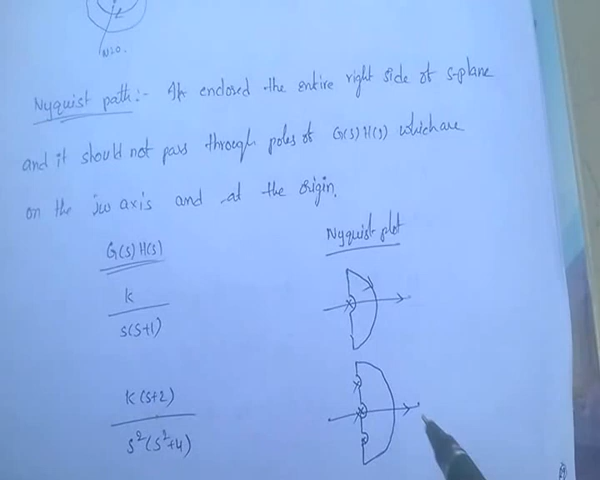 N=0.
Nyquist path:- It enclosed the entire right side of s-plane
and it should not pass through poles of G(s)H(s) which are
on the jω axis and at the origin.
G(s)H(s)
Nyquist plot
k
s(s+1)
k(s+2)
s²(s²+4)